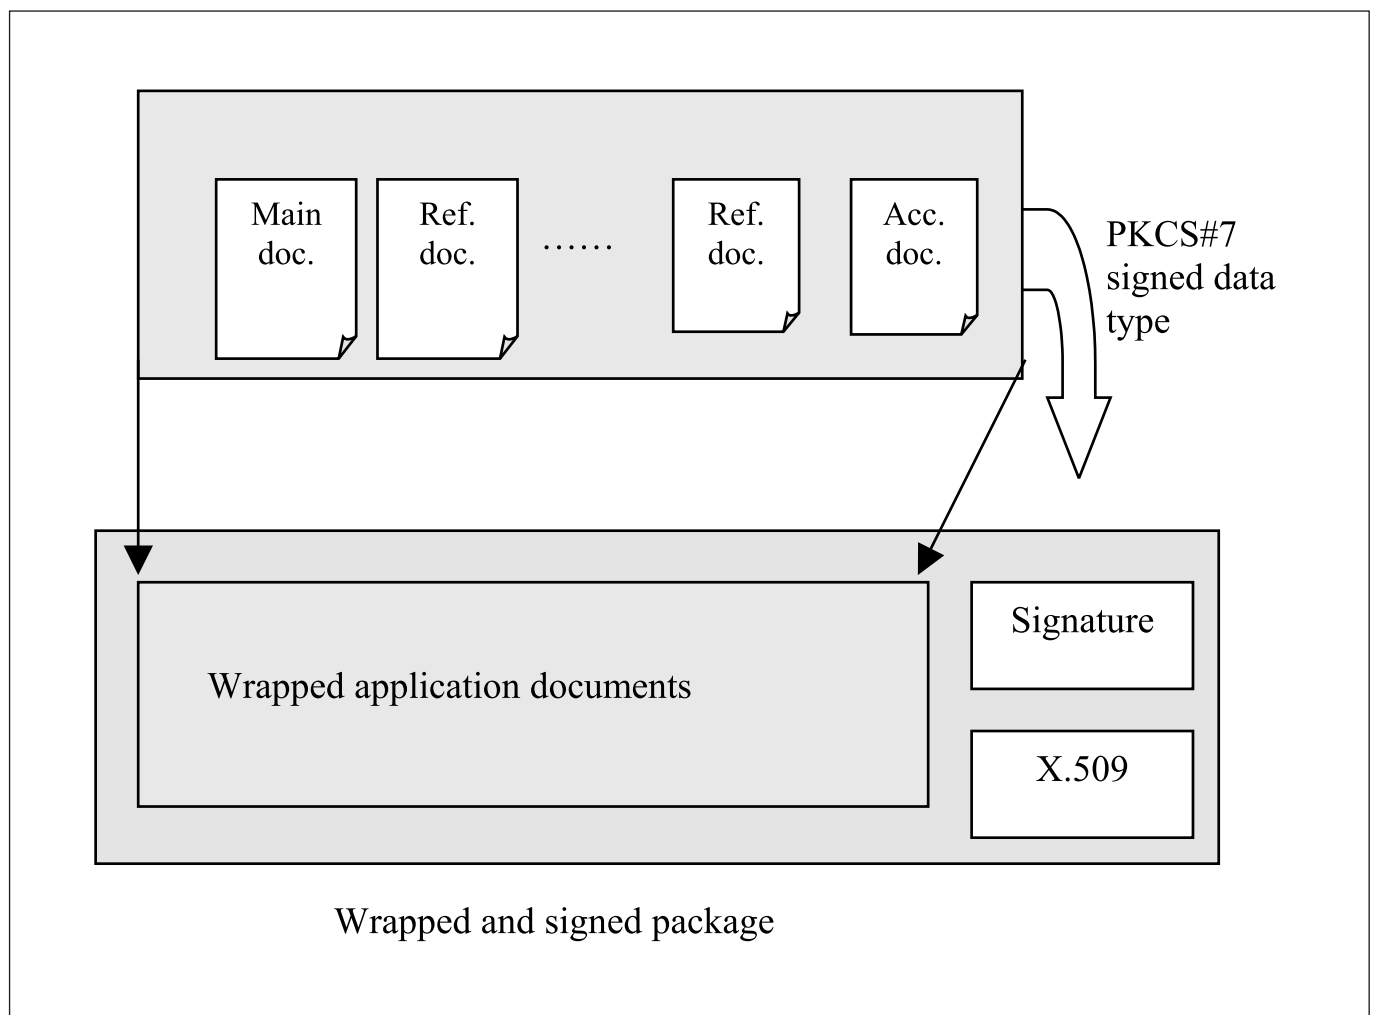 Main
doc.
Ref.
doc.
......
Ref.
doc.
Acc.
doc.
PKCS#7
signed data
type
Signature
Wrapped application documents
X.509
Wrapped and signed package